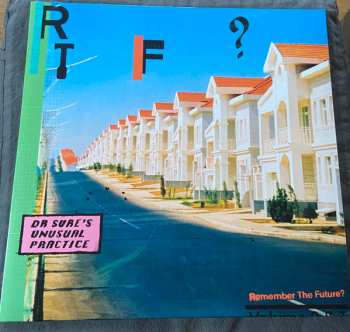 R
T F ?
DR SURE'S
UNUSUAL
PRACTICE
Remember The Future?